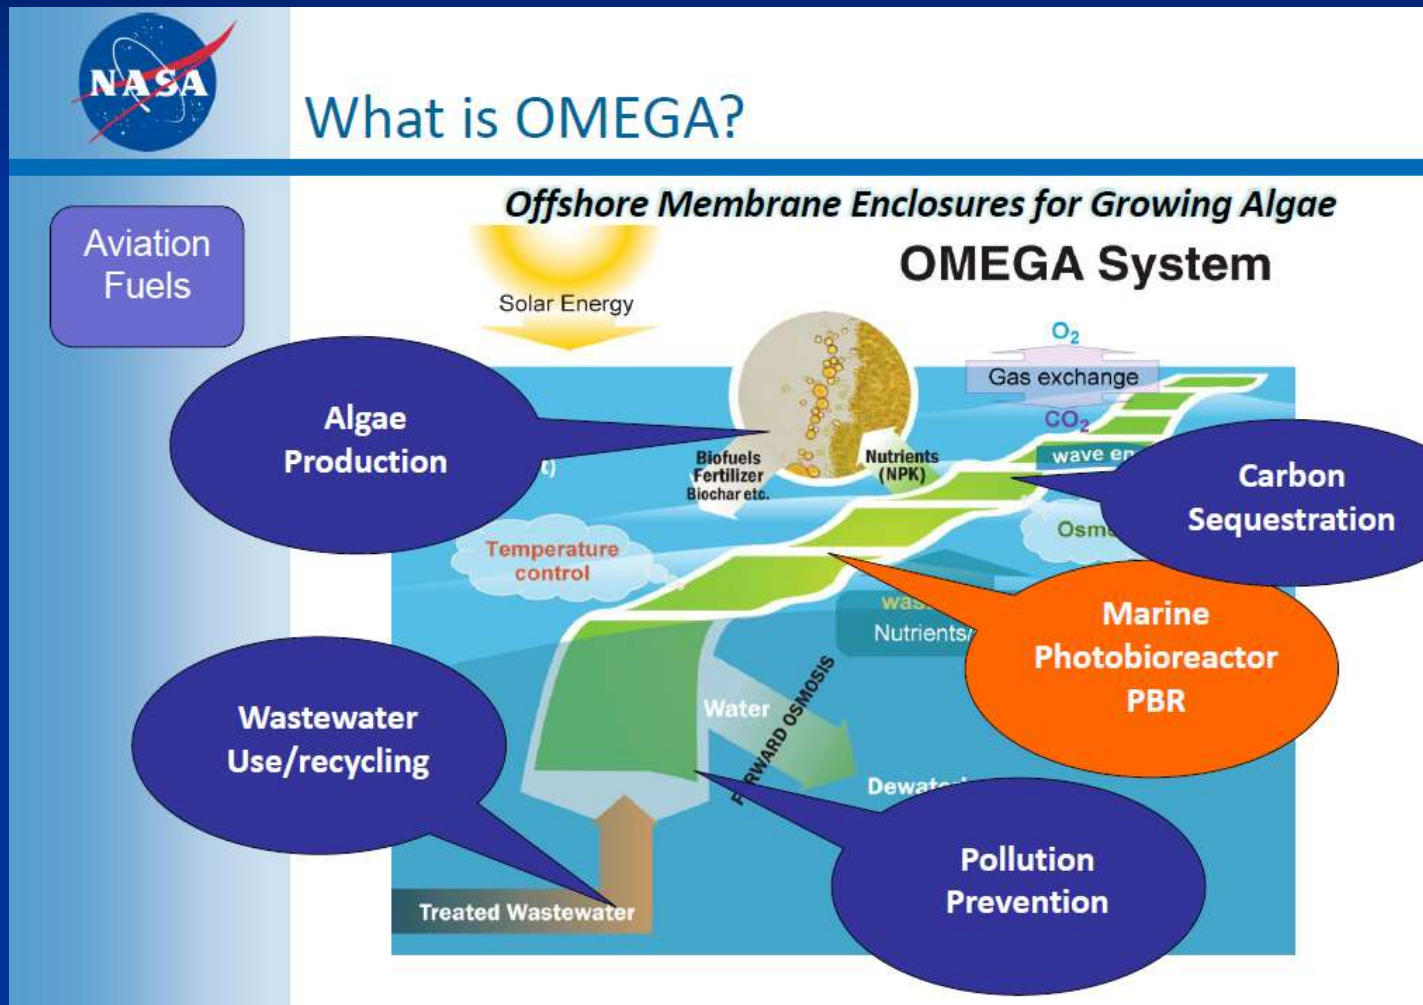 NASA
What is OMEGA?
Offshore Membrane Enclosures for Growing Algae
Aviation
Fuels
OMEGA System
Solar Energy
O2
Gas exchange
CO2
Algae
Production
Biofuels
Fertilizer
Biochar etc.
Nutrients
(NPK)
wave
Carbon
Sequestration
Temperature
control
Marine
Photobioreactor
PBR
Nutrients/
Wastewater
Use/recycling
Water
FORWARD OSMOSIS
Pollution
Prevention
Treated Wastewater